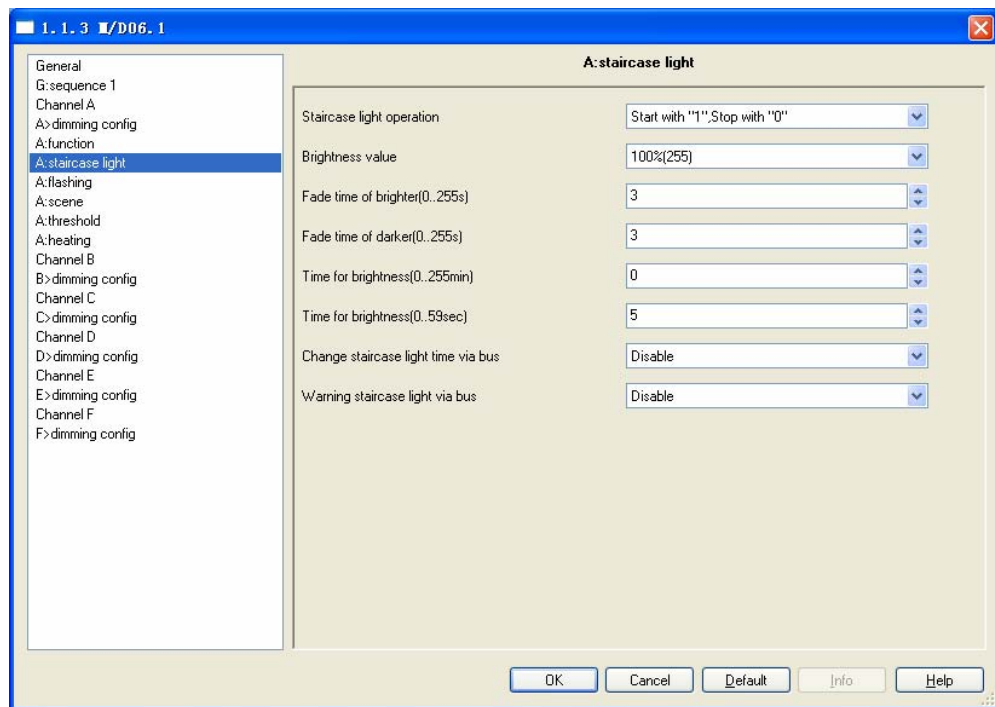 1.1.3 M/D06.1
General
G:sequence 1
Channel A
A>dimming config
A:function
A:staircase light
A:flashing
A:scene
A:threshold
A:heating
Channel B
B>dimming config
Channel C
C>dimming config
Channel D
D>dimming config
Channel E
E>dimming config
Channel F
F>dimming config
A:staircase light
Staircase light operation Start with "1",Stop with "0"
Brightness value 100%(255)
Fade time of brighter(0..255s) 3
Fade time of darker(0..255s) 3
Time for brightness(0..255min) 0
Time for brightness(0..59sec) 5
Change staircase light time via bus Disable
Warning staircase light via bus Disable
OK Cancel Default Info Help